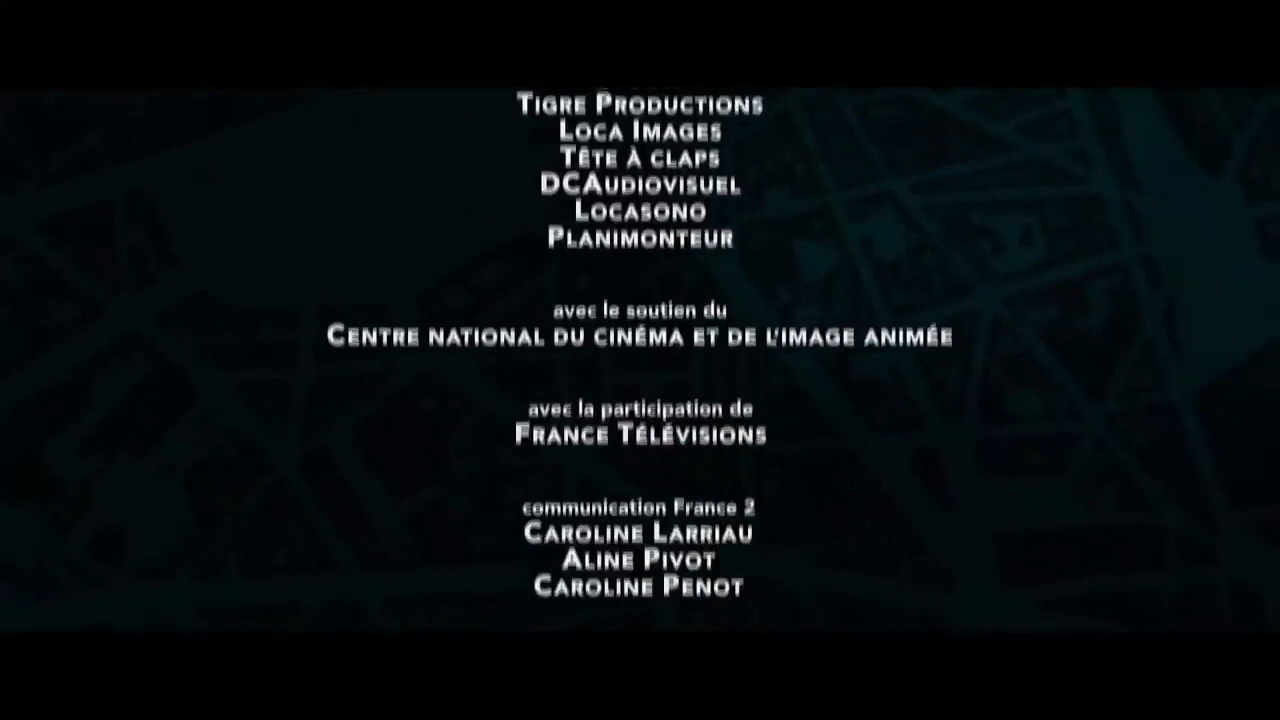 TIGRE PRODUCTIONS
LOCA IMAGES
TÊTE À CLAPS
DCAUDIOVISUEL
LOCASONO
PLANIMONTEUR
avec le soutien du
CENTRE NATIONAL DU CINÉMA ET DE L'IMAGE ANIMÉE
avec la participation de
FRANCE TÉLÉVISIONS
communication France 2
CAROLINE LARRIAU
ALINE PIVOT
CAROLINE PENOT